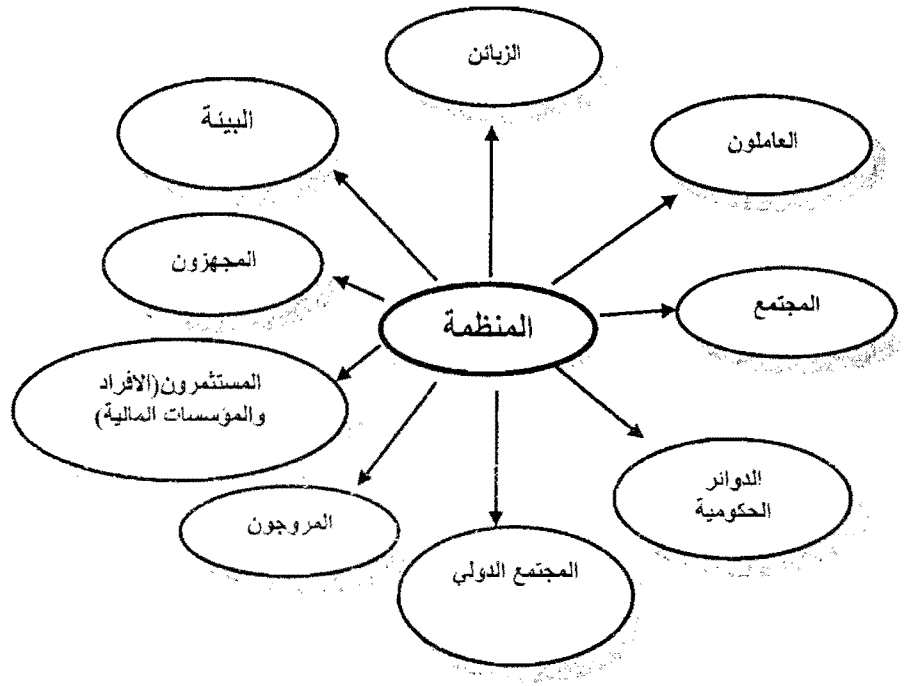 الزبائن
البيئة
العاملون
المجهزون
المجتمع
المنظمة
المستثمرون(الافراد
والمؤسسات المالية)
الدوائر
الحكومية
المروجون
المجتمع الدولي